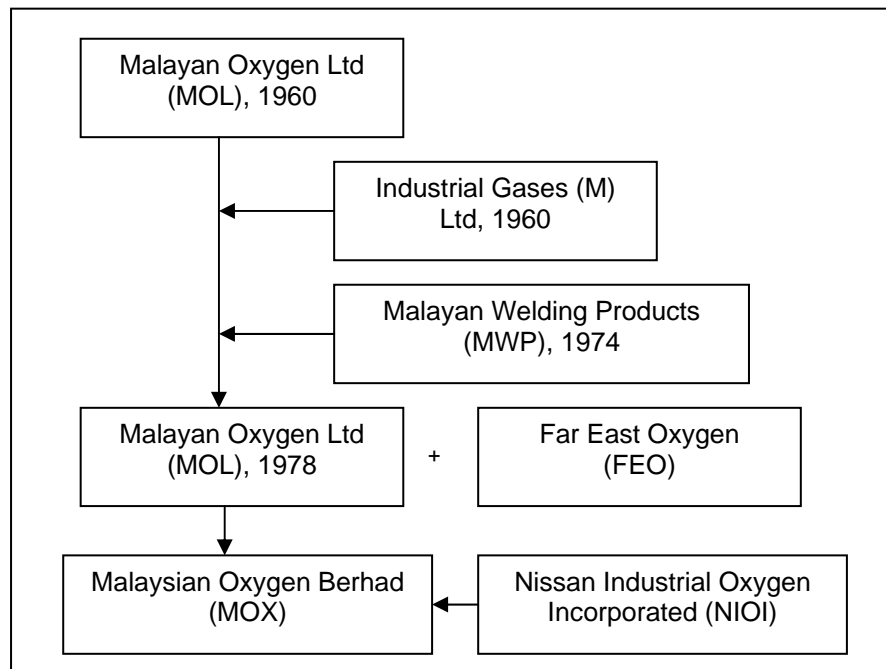 Malayan Oxygen Ltd
(MOL), 1960
Industrial Gases (M)
Ltd, 1960
Malayan Welding Products
(MWP), 1974
Malayan Oxygen Ltd
(MOL), 1978
+
Far East Oxygen
(FEO)
Malaysian Oxygen Berhad
(MOX)
Nissan Industrial Oxygen
Incorporated (NIOI)